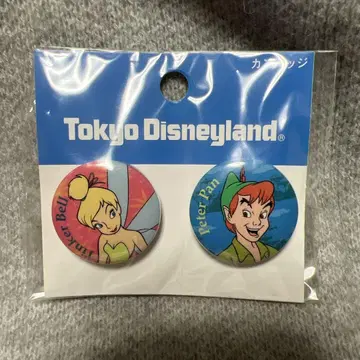 カンバッジ
Tokyo Disneyland®
Tinker Bell
Peter Pan